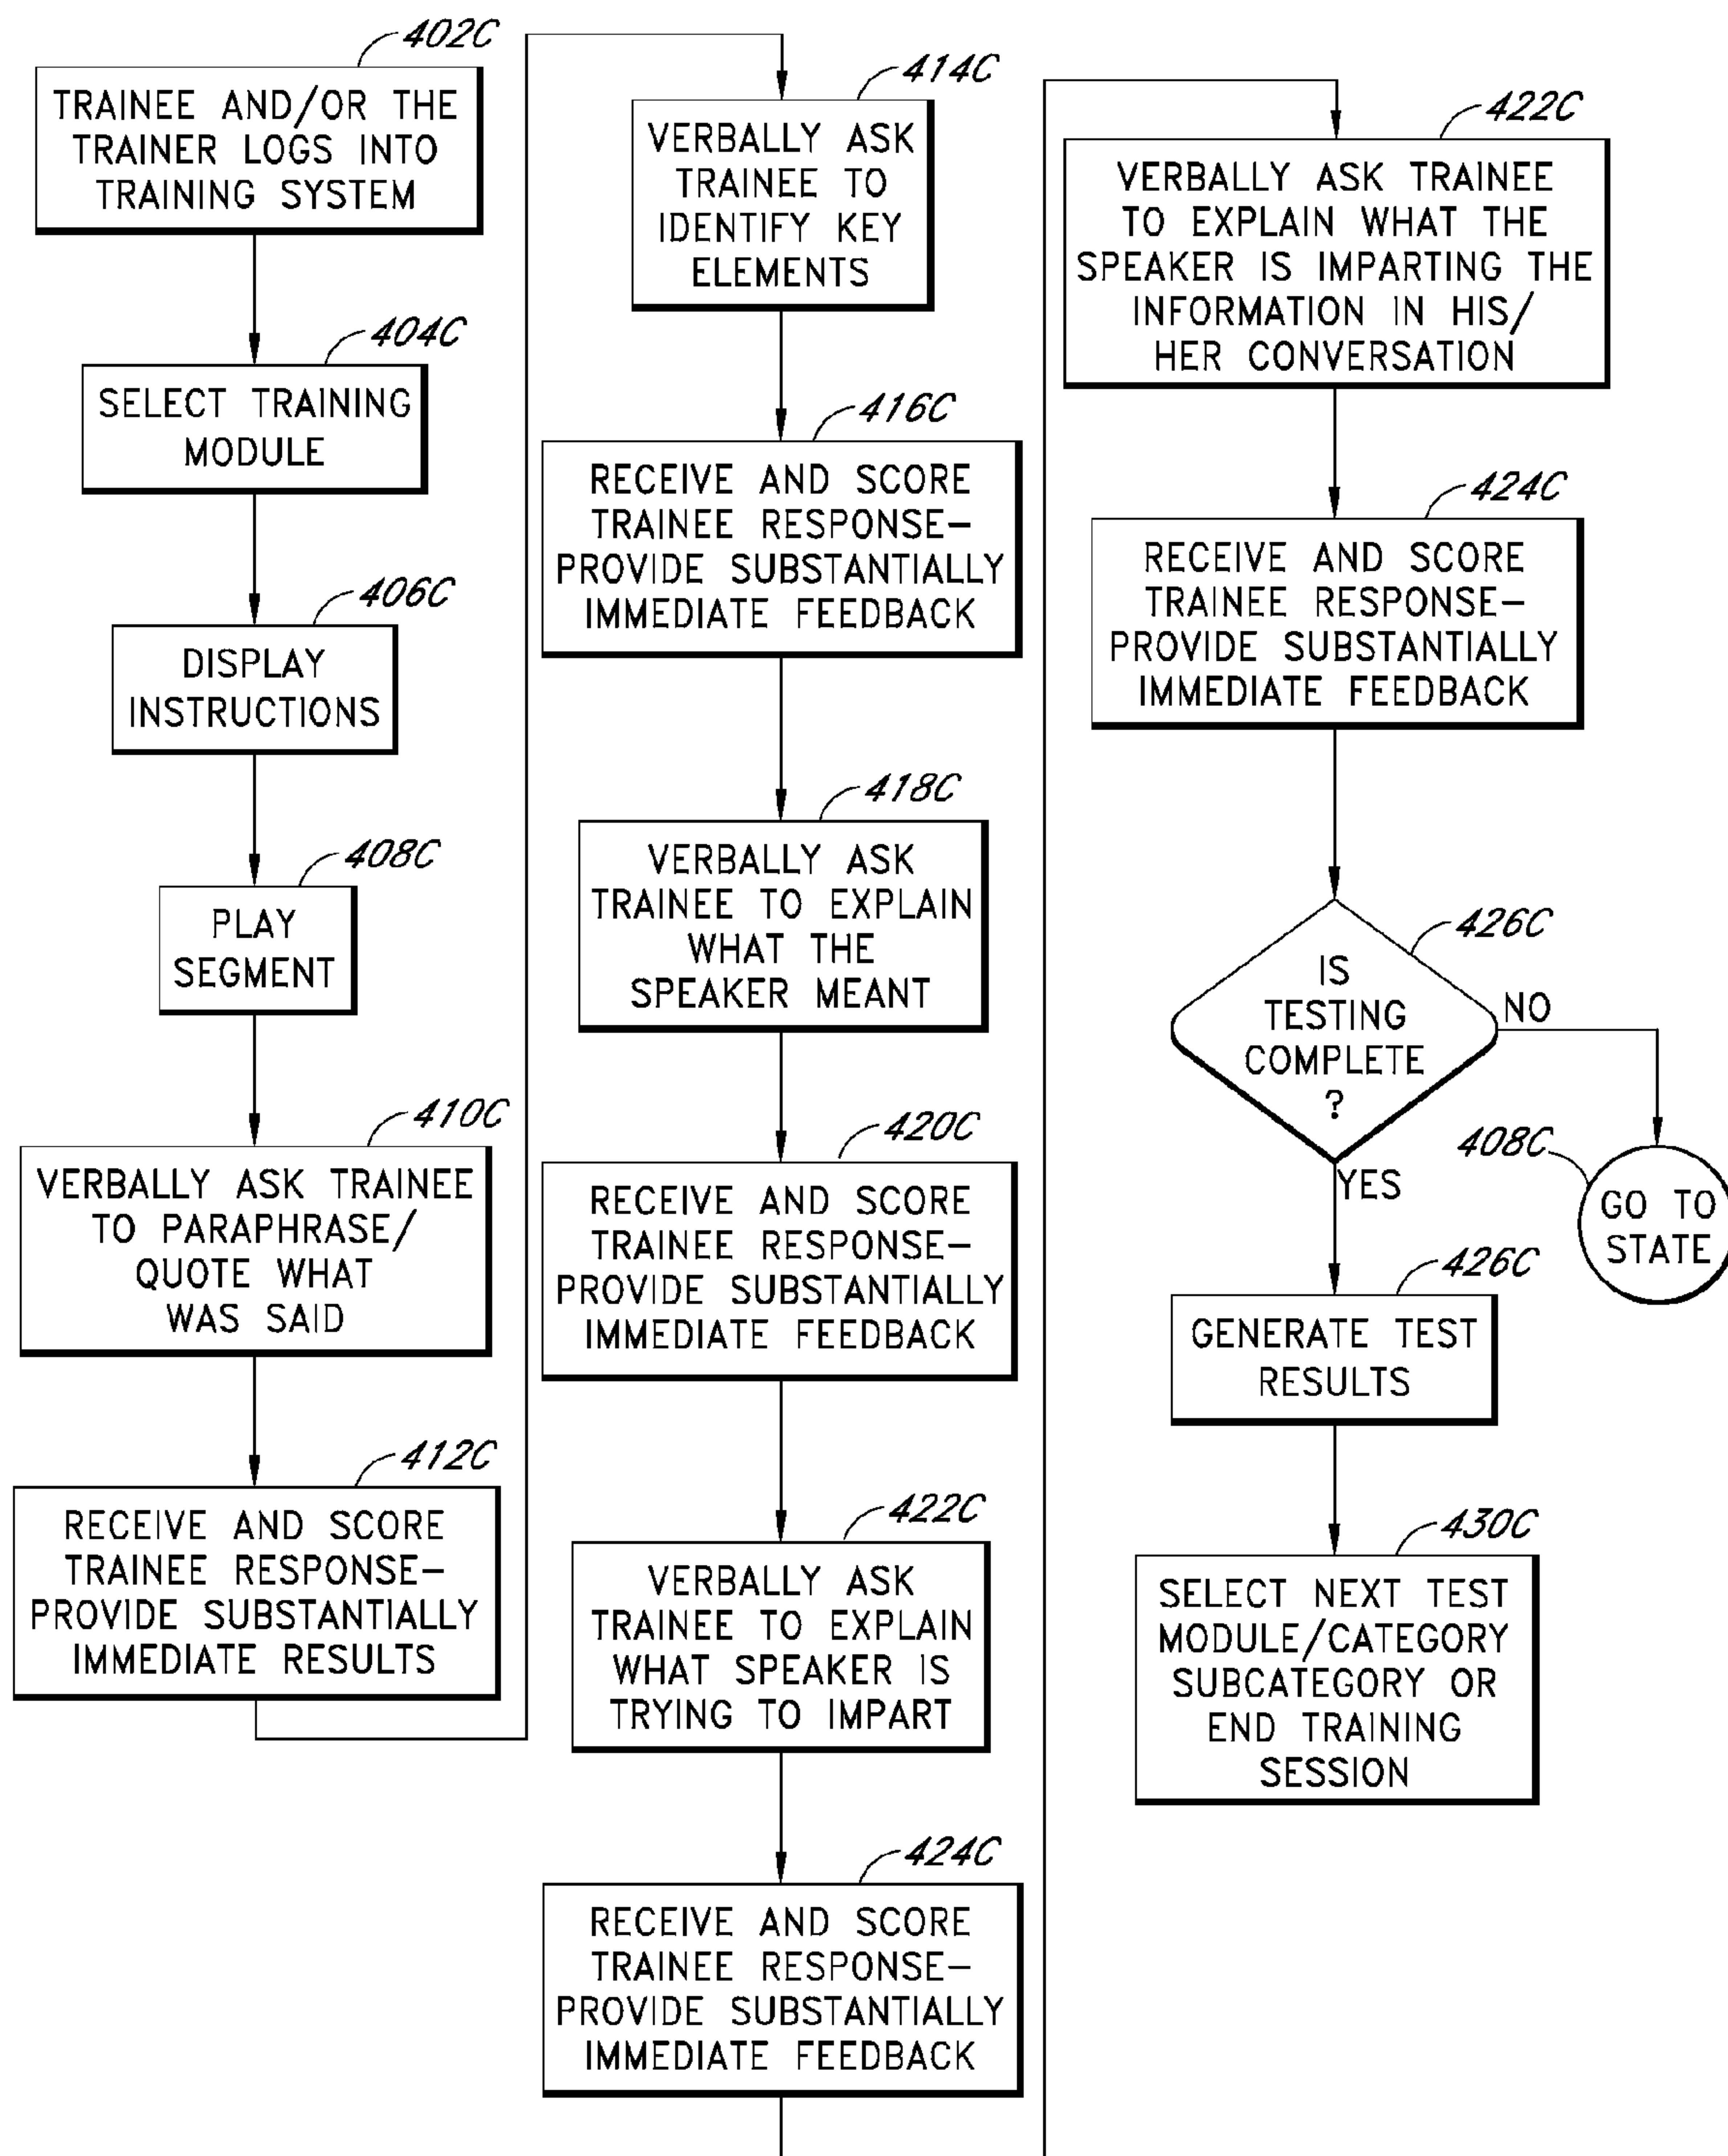 402C
TRAINEE AND/OR THE
TRAINER LOGS INTO
TRAINING SYSTEM
404C
SELECT TRAINING
MODULE
406C
DISPLAY
INSTRUCTIONS
408C
PLAY
SEGMENT
410C
VERBALLY ASK TRAINEE
TO PARAPHRASE/
QUOTE WHAT
WAS SAID
412C
RECEIVE AND SCORE
TRAINEE RESPONSE–
PROVIDE SUBSTANTIALLY
IMMEDIATE RESULTS
414C
VERBALLY ASK
TRAINEE TO
IDENTIFY KEY
ELEMENTS
416C
RECEIVE AND SCORE
TRAINEE RESPONSE–
PROVIDE SUBSTANTIALLY
IMMEDIATE FEEDBACK
418C
VERBALLY ASK
TRAINEE TO EXPLAIN
WHAT THE
SPEAKER MEANT
420C
RECEIVE AND SCORE
TRAINEE RESPONSE–
PROVIDE SUBSTANTIALLY
IMMEDIATE FEEDBACK
422C
VERBALLY ASK
TRAINEE TO EXPLAIN
WHAT SPEAKER IS
TRYING TO IMPART
424C
RECEIVE AND SCORE
TRAINEE RESPONSE–
PROVIDE SUBSTANTIALLY
IMMEDIATE FEEDBACK
422C
VERBALLY ASK TRAINEE
TO EXPLAIN WHAT THE
SPEAKER IS IMPARTING THE
INFORMATION IN HIS/
HER CONVERSATION
424C
RECEIVE AND SCORE
TRAINEE RESPONSE–
PROVIDE SUBSTANTIALLY
IMMEDIATE FEEDBACK
426C
IS
TESTING
COMPLETE
?
NO
408C
GO TO
STATE
YES
426C
GENERATE TEST
RESULTS
430C
SELECT NEXT TEST
MODULE/CATEGORY
SUBCATEGORY OR
END TRAINING
SESSION